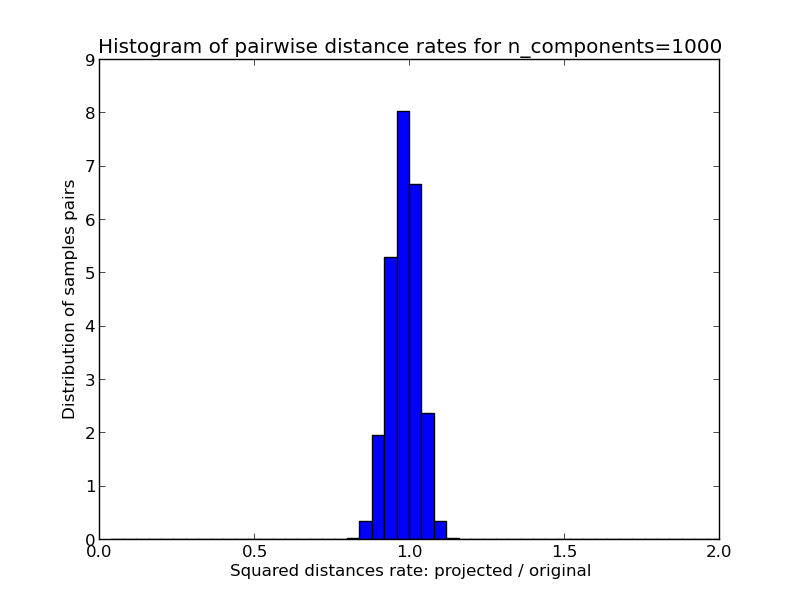 Histogram of pairwise distance rates for n_components=1000
9
8
7
6
5
4
3
2
1
0
Distribution of samples pairs
0.0 0.5 1.0 1.5 2.0
Squared distances rate: projected / original